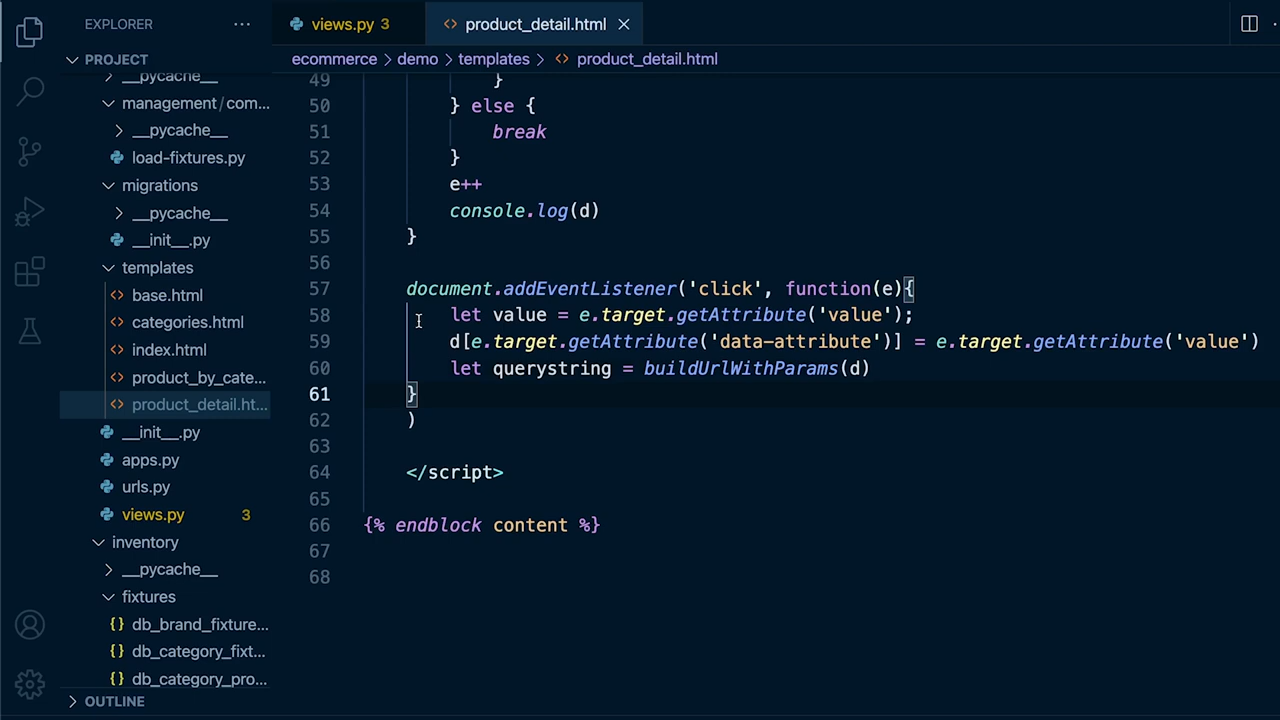 EXPLORER
PROJECT
__pycache__
management/com...
__pycache__
load-fixtures.py
migrations
__pycache__
__init__.py
templates
base.html
categories.html
index.html
product_by_cate...
product_detail.ht...
__init__.py
apps.py
urls.py
views.py 3
inventory
__pycache__
fixtures
db_brand_fixture...
db_category_fixt...
db_category_pro...
OUTLINE
views.py 3
product_detail.html
ecommerce > demo > templates > product_detail.html
49 }
50 } else {
51 break
52 }
53 e++
54 console.log(d)
55 }
56
57 document.addEventListener('click', function(e){
58 let value = e.target.getAttribute('value');
59 d[e.target.getAttribute('data-attribute')] = e.target.getAttribute('value')
60 let querystring = buildUrlWithParams(d)
61 }
62 )
63
64 </script>
65
66 {% endblock content %}
67
68